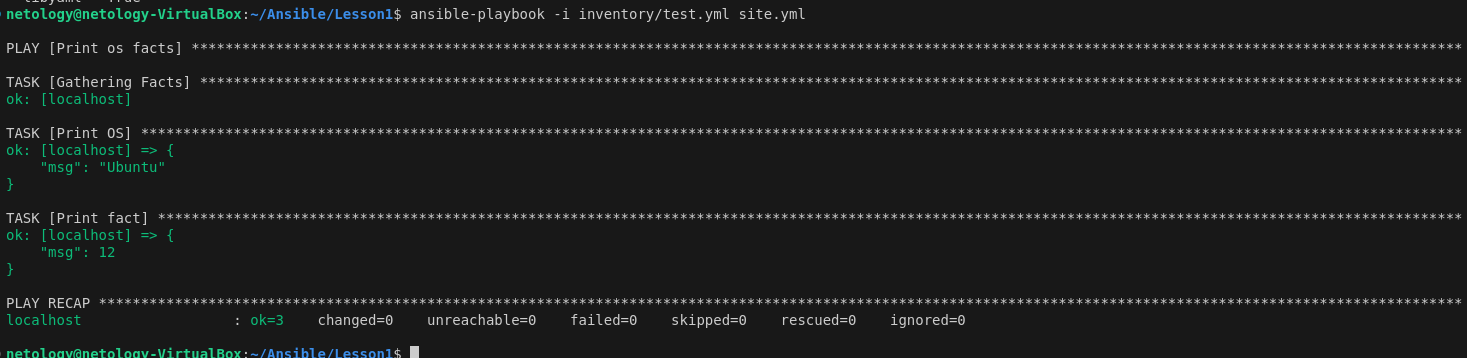 libyaml = True
netology@netology-VirtualBox:~/Ansible/Lesson1$ ansible-playbook -i inventory/test.yml site.yml
PLAY [Print os facts] ****************************************************************************************************************************************************
TASK [Gathering Facts] ***************************************************************************************************************************************************
ok: [localhost]
TASK [Print OS] **********************************************************************************************************************************************************
ok: [localhost] => {
    "msg": "Ubuntu"
}
TASK [Print fact] ********************************************************************************************************************************************************
ok: [localhost] => {
    "msg": 12
}
PLAY RECAP ***************************************************************************************************************************************************************
localhost                  : ok=3    changed=0    unreachable=0    failed=0    skipped=0    rescued=0    ignored=0
netology@netology-VirtualBox:~/Ansible/Lesson1$